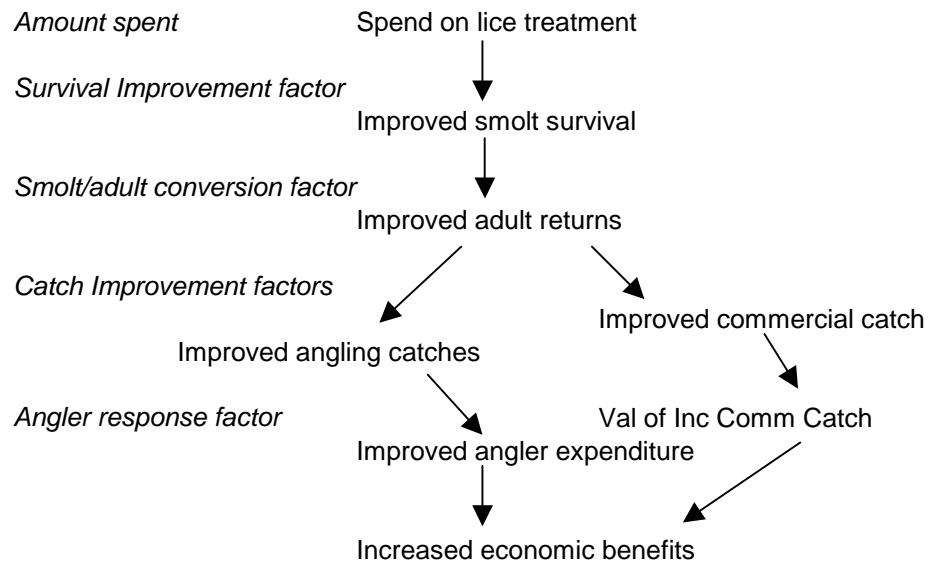 Amount spent Spend on lice treatment
Survival Improvement factor
Improved smolt survival
Smolt/adult conversion factor
Improved adult returns
Catch Improvement factors
Improved commercial catch
Improved angling catches
Angler response factor Val of Inc Comm Catch
Improved angler expenditure
Increased economic benefits